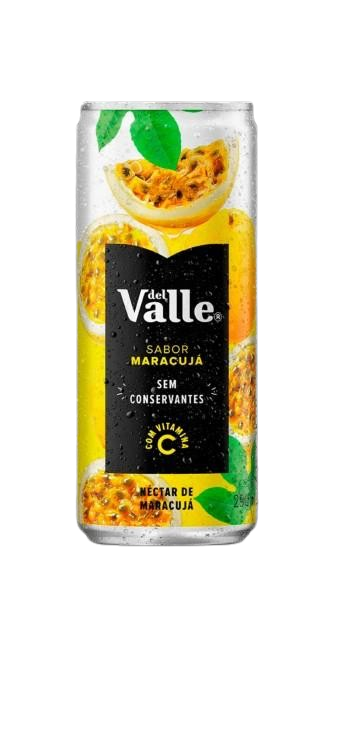 del
Valle®
SABOR
MARACUJÁ
SEM
CONSERVANTES
COM VITAMINA
C
NÉCTAR DE
MARACUJÁ